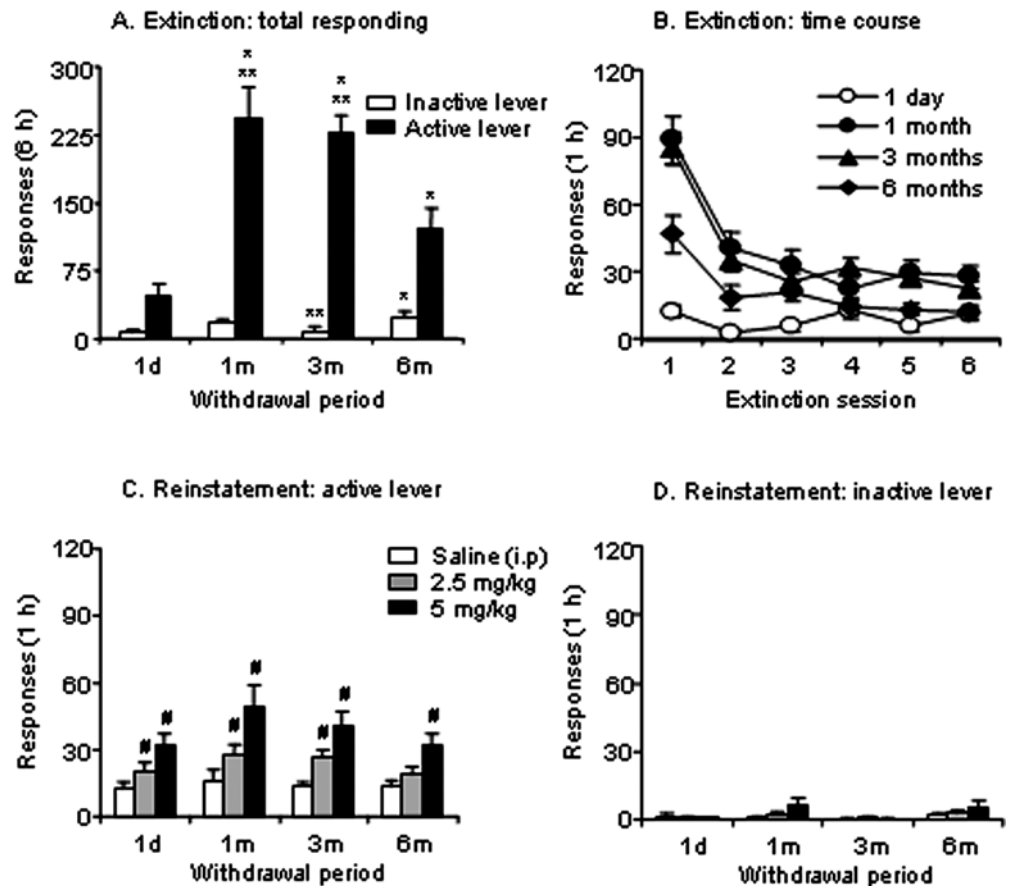 A. Extinction: total responding
300
225
150
75
0
Responses (6 h)
*
**
*
**
**
*
*
Inactive lever
Active lever
1d 1m 3m 6m
Withdrawal period
B. Extinction: time course
120
90
60
30
0
Responses (1 h)
1 day
1 month
3 months
6 months
1 2 3 4 5 6
Extinction session
C. Reinstatement: active lever
120
90
60
30
0
Responses (1 h)
Saline (i.p)
2.5 mg/kg
5 mg/kg
# # # # # # #
1d 1m 3m 6m
Withdrawal period
D. Reinstatement: inactive lever
120
90
60
30
0
Responses (1 h)
1d 1m 3m 6m
Withdrawal period